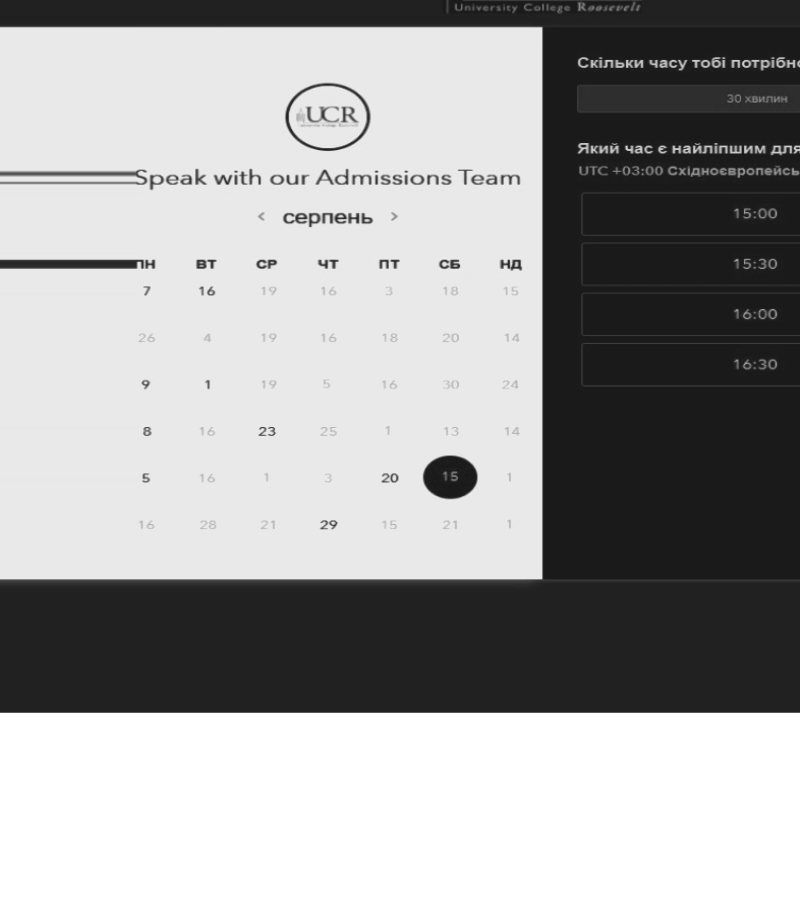 University College Roosevelt
UCR
Speak with our Admissions Team
‹ серпень ›
ПН ВТ СР ЧТ ПТ СБ НД
7 16 19 16 3 18 15
26 4 19 16 18 20 14
9 1 19 5 16 30 24
8 16 23 25 1 13 14
5 16 1 3 20 15 1
16 28 21 29 15 21 1
Скільки часу тобі потрібно
30 хвилин
Який час є найліпшим для
UTC +03:00 Східноєвропейсь
15:00
15:30
16:00
16:30